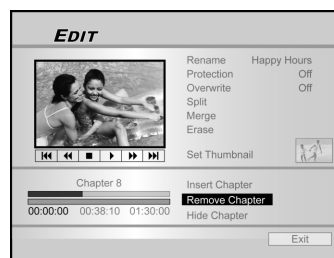 EDIT
Rename Happy Hours
Protection Off
Overwrite Off
Split
Merge
Erase
Set Thumbnail
Chapter 8
00:00:00 00:38:10 01:30:00
Insert Chapter
Remove Chapter
Hide Chapter
Exit